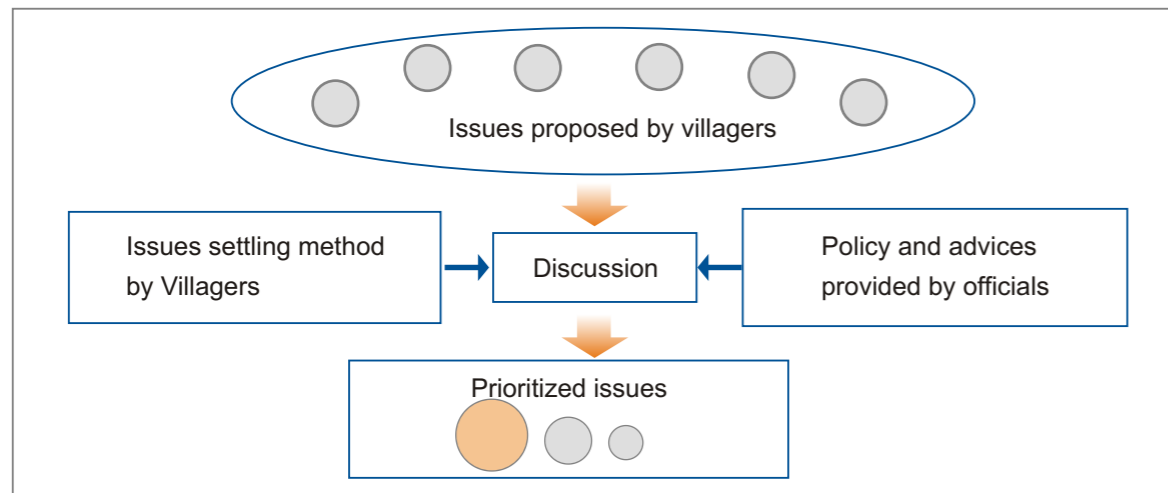 Issues proposed by villagers
Issues settling method
by Villagers
Discussion
Policy and advices
provided by officials
Prioritized issues